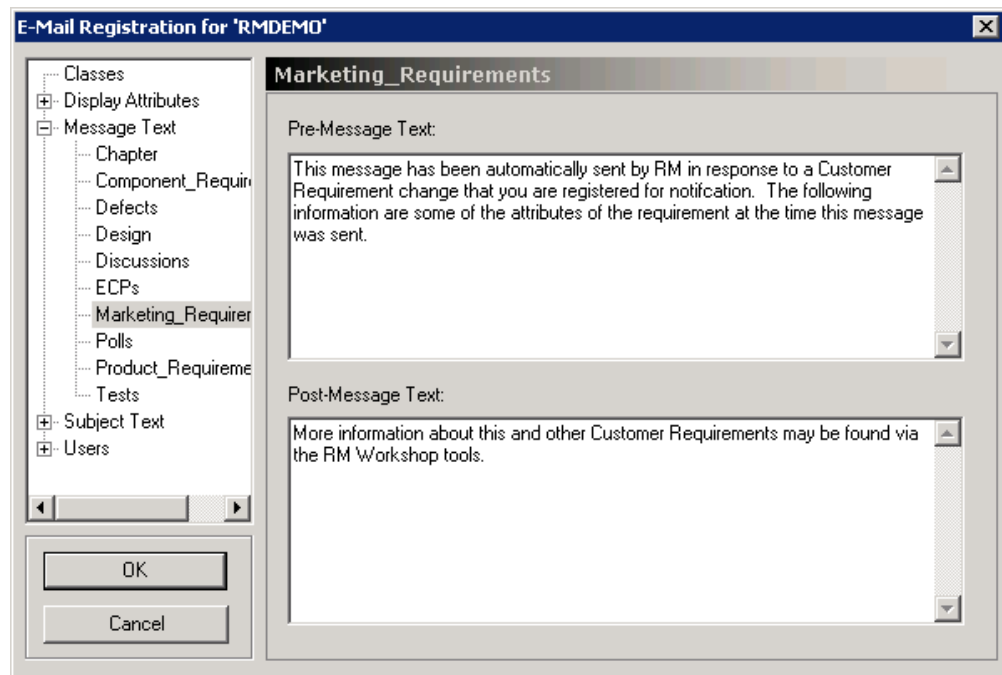 E-Mail Registration for 'RMDEMO'
Classes
Display Attributes
Message Text
Chapter
Component_Requir
Defects
Design
Discussions
ECPs
Marketing_Requirer
Polls
Product_Requireme
Tests
Subject Text
Users
OK
Cancel
Marketing_Requirements
Pre-Message Text:
This message has been automatically sent by RM in response to a Customer
Requirement change that you are registered for notifcation.  The following
information are some of the attributes of the requirement at the time this message
was sent.
Post-Message Text:
More information about this and other Customer Requirements may be found via
the RM Workshop tools.